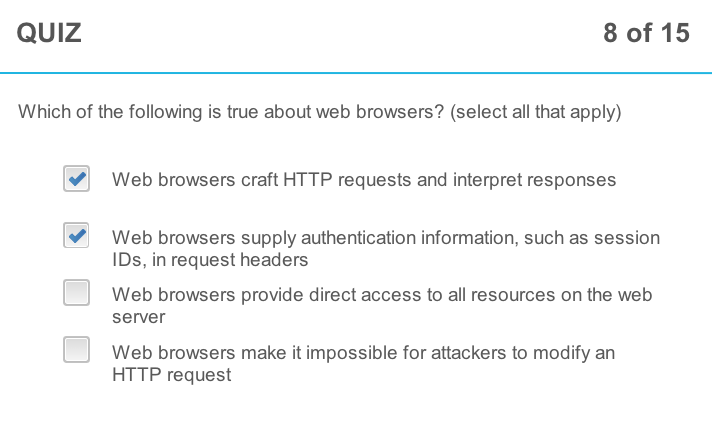 QUIZ
8 of 15
Which of the following is true about web browsers? (select all that apply)
Web browsers craft HTTP requests and interpret responses
Web browsers supply authentication information, such as session
IDs, in request headers
Web browsers provide direct access to all resources on the web
server
Web browsers make it impossible for attackers to modify an
HTTP request